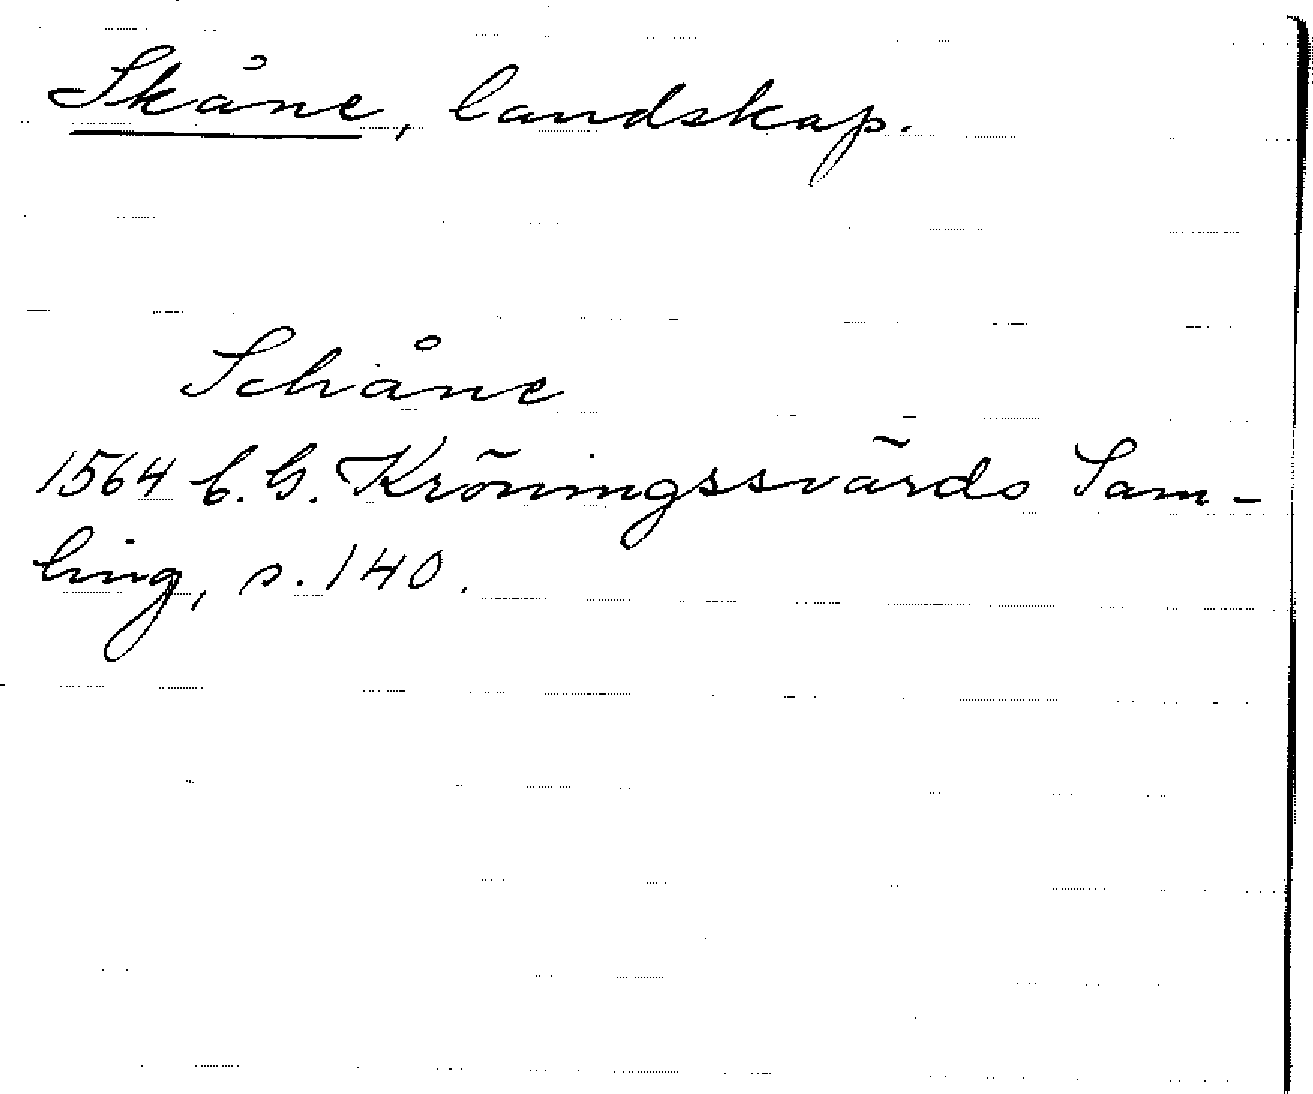 Skåne, landskap.
Schåne
1564 C.G. Kröningssvärds Sam-
ling, s. 140.